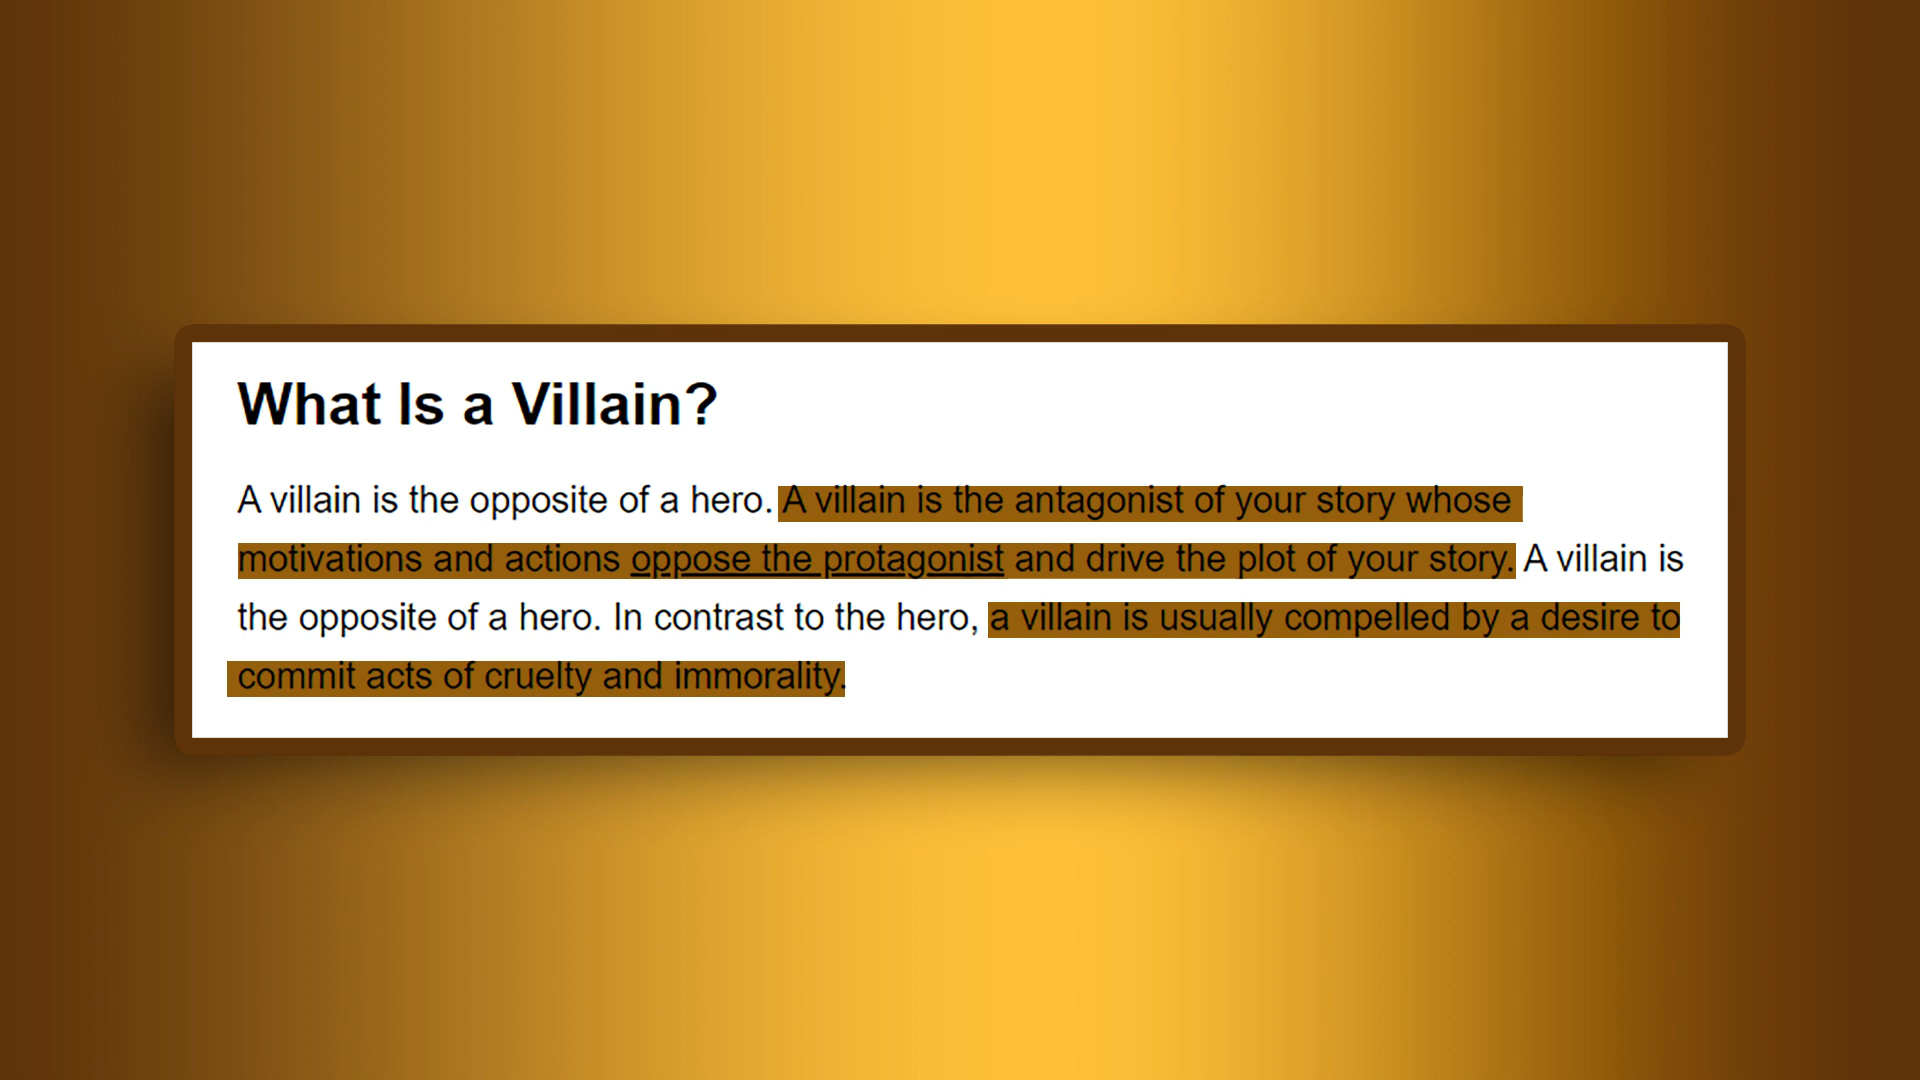 What Is a Villain?
A villain is the opposite of a hero. A villain is the antagonist of your story whose
motivations and actions oppose the protagonist and drive the plot of your story. A villain is
the opposite of a hero. In contrast to the hero, a villain is usually compelled by a desire to
commit acts of cruelty and immorality.